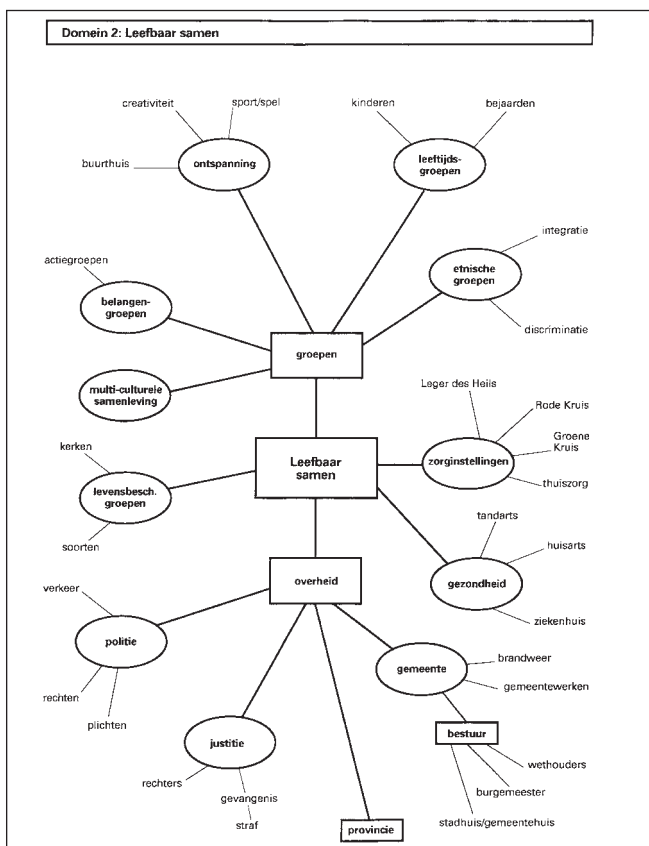 Domein 2: Leefbaar samen
creativiteit
sport/spel
buurthuis
ontspanning
kinderen
bejaarden
leeftijds-
groepen
integratie
etnische
groepen
discriminatie
actiegroepen
belangen-
groepen
groepen
multi-culturele
samenleving
Leger des Heils
Rode Kruis
Groene
Kruis
zorginstellingen
thuiszorg
Leefbaar
samen
kerken
levensbesch.
groepen
soorten
tandarts
huisarts
gezondheid
ziekenhuis
overheid
verkeer
politie
rechten
plichten
gemeente
brandweer
gemeentewerken
bestuur
wethouders
burgemeester
stadhuis/gemeentehuis
justitie
rechters
gevangenis
straf
provincie